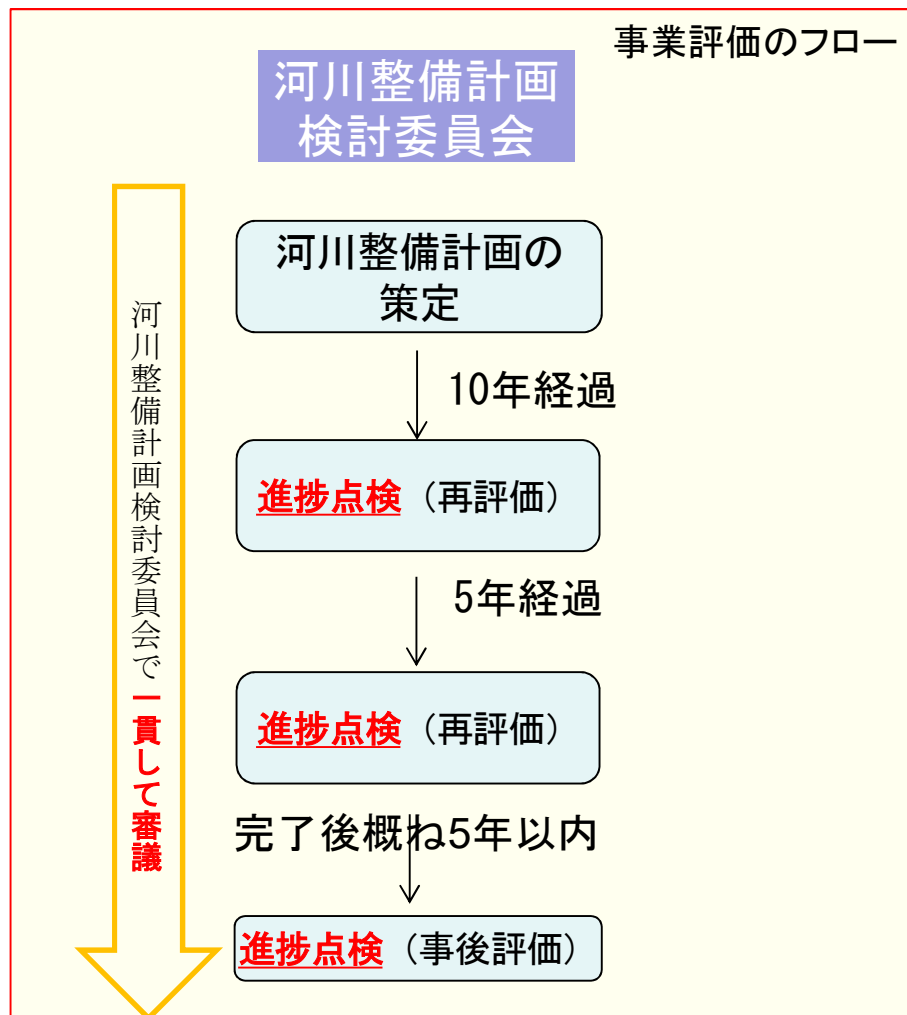 事業評価のフロー
河川整備計画
検討委員会
河川整備計画の
策定
10年経過
進捗点検（再評価）
5年経過
進捗点検（再評価）
完了後概ね5年以内
進捗点検（事後評価）
河川整備計画検討委員会で一貫して審議